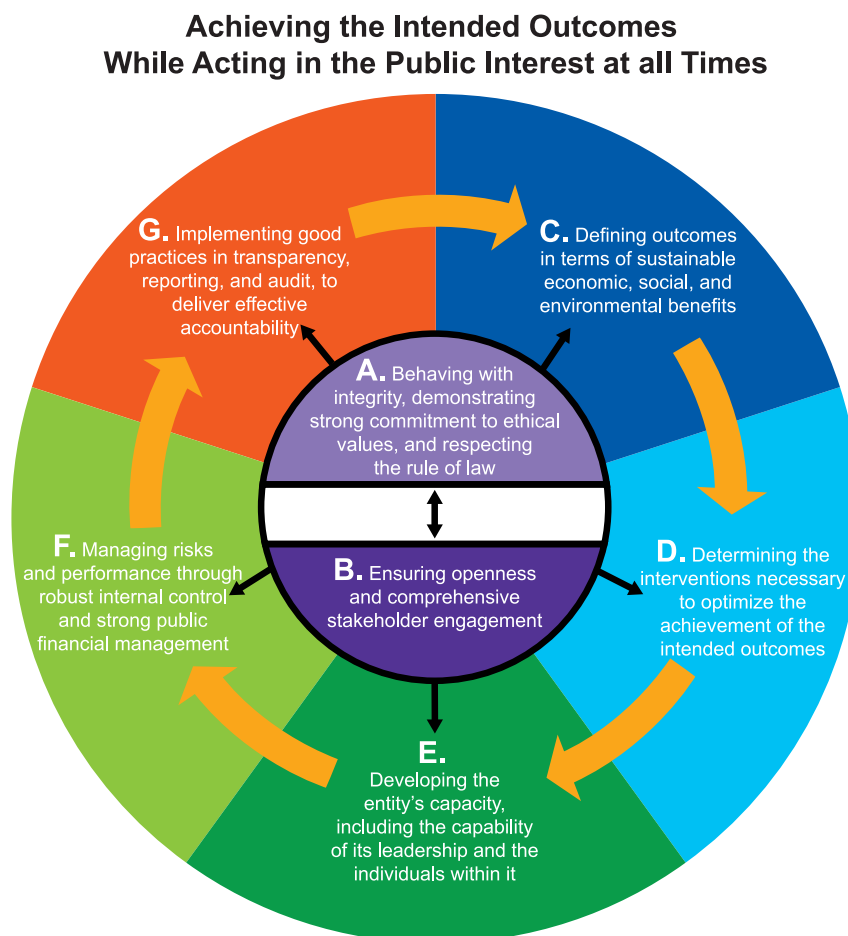 Achieving the Intended Outcomes
While Acting in the Public Interest at all Times
A. Behaving with
integrity, demonstrating
strong commitment to ethical
values, and respecting
the rule of law
B. Ensuring openness
and comprehensive
stakeholder engagement
C. Defining outcomes
in terms of sustainable
economic, social, and
environmental benefits
D. Determining the
interventions necessary
to optimize the
achievement of the
intended outcomes
E.
Developing the
entity's capacity,
including the capability
of its leadership and the
individuals within it
F. Managing risks
and performance through
robust internal control
and strong public
financial management
G. Implementing good
practices in transparency,
reporting, and audit, to
deliver effective
accountability